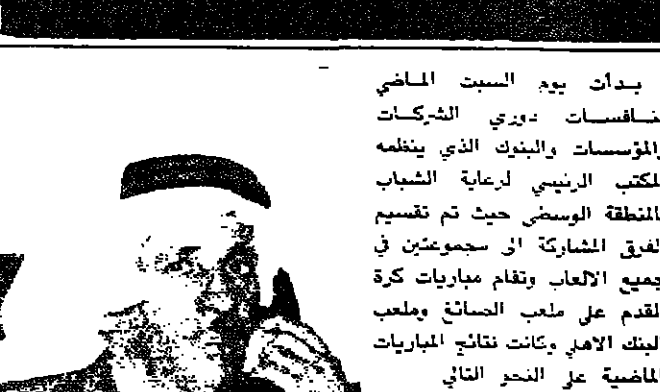 بدأت يوم السبت الماضي
منافسات دوري الشركات
والمؤسسات والبنوك الذي ينظمه
المكتب الرئيسي لرعاية الشباب
بالمنطقة الوسطى حيث تم تقسيم
الفرق المشاركة الى مجموعتين في
جميع الالعاب وتقام مباريات كرة
القدم على ملعب الصائغ وملعب
البنك الاهلي وكانت نتائج المباريات
الماضية على النحو التالي